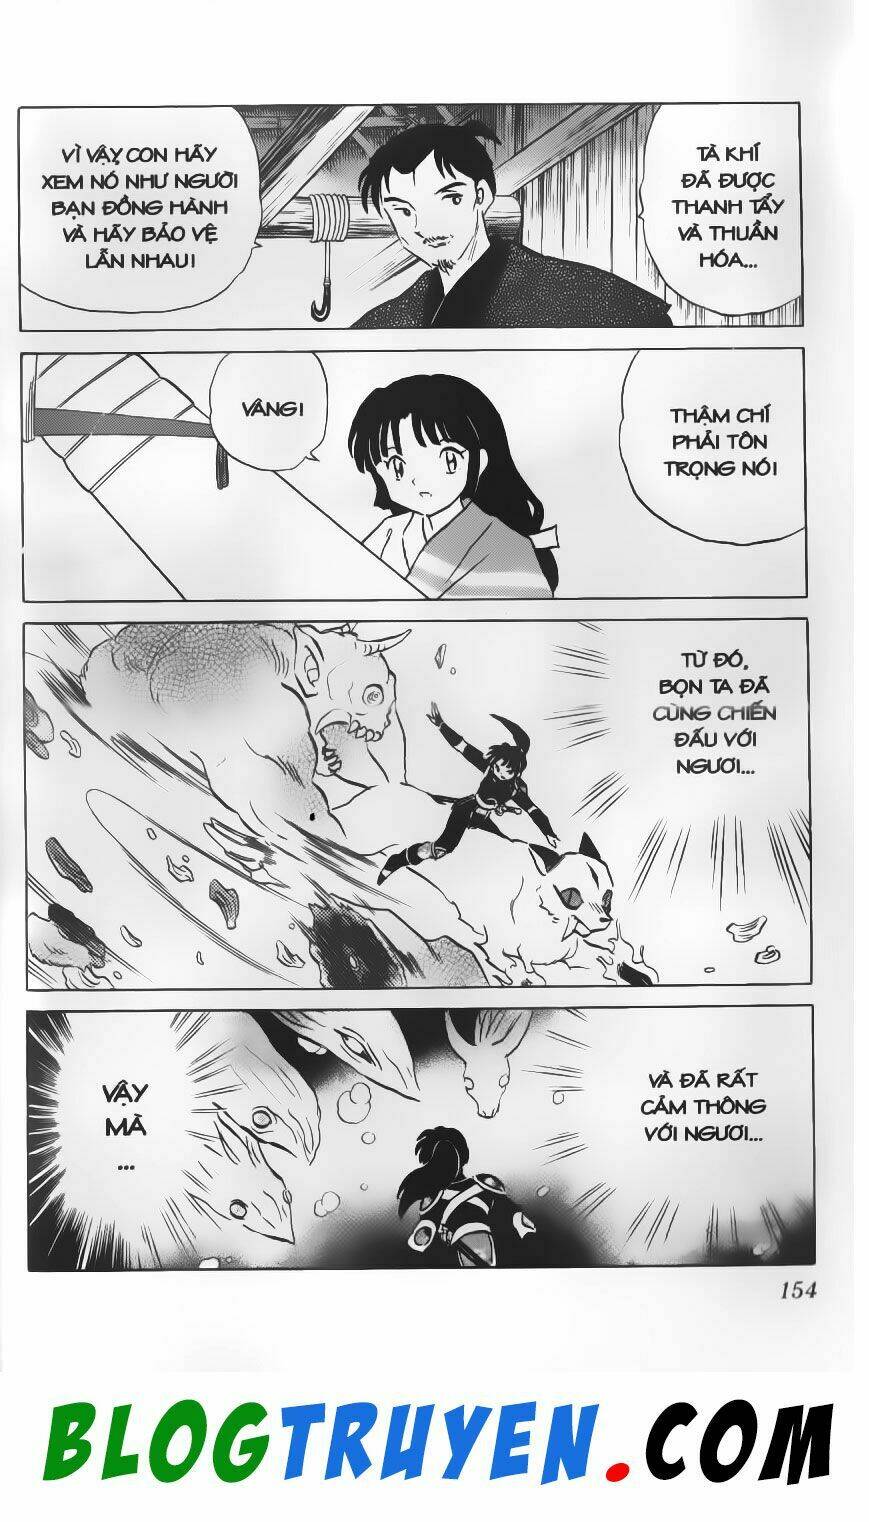 TÀ KHÍ
ĐÃ ĐƯỢC
THANH TẨY
VÀ THUẦN
HÓA...
VÌ VẬY, CON HÃY
XEM NÓ NHƯ NGƯỜI
BẠN ĐỒNG HÀNH
VÀ HÃY BẢO VỆ
LẪN NHAU!
THẬM CHÍ
PHẢI TÔN
TRỌNG NÓ!
VÂNG!
TỪ ĐÓ,
BỌN TA ĐÃ
CÙNG CHIẾN
ĐẤU VỚI
NGƯƠI...
VÀ ĐÃ RẤT
CẢM THÔNG
VỚI NGƯƠI...
VẬY
MÀ
...
154
BLOGTRUYEN.COM